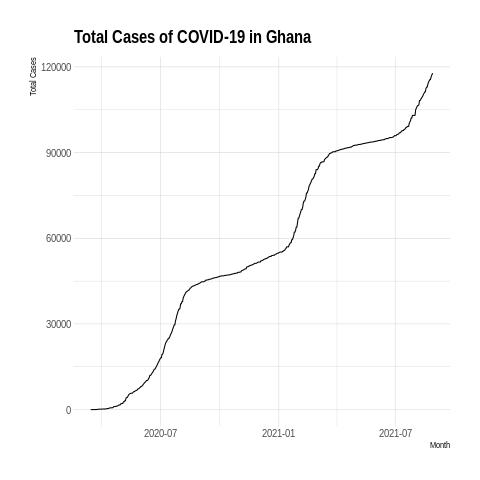 Total Cases of COVID-19 in Ghana
Total Cases
120000
90000
60000
30000
0
2020-07 2021-01 2021-07
Month